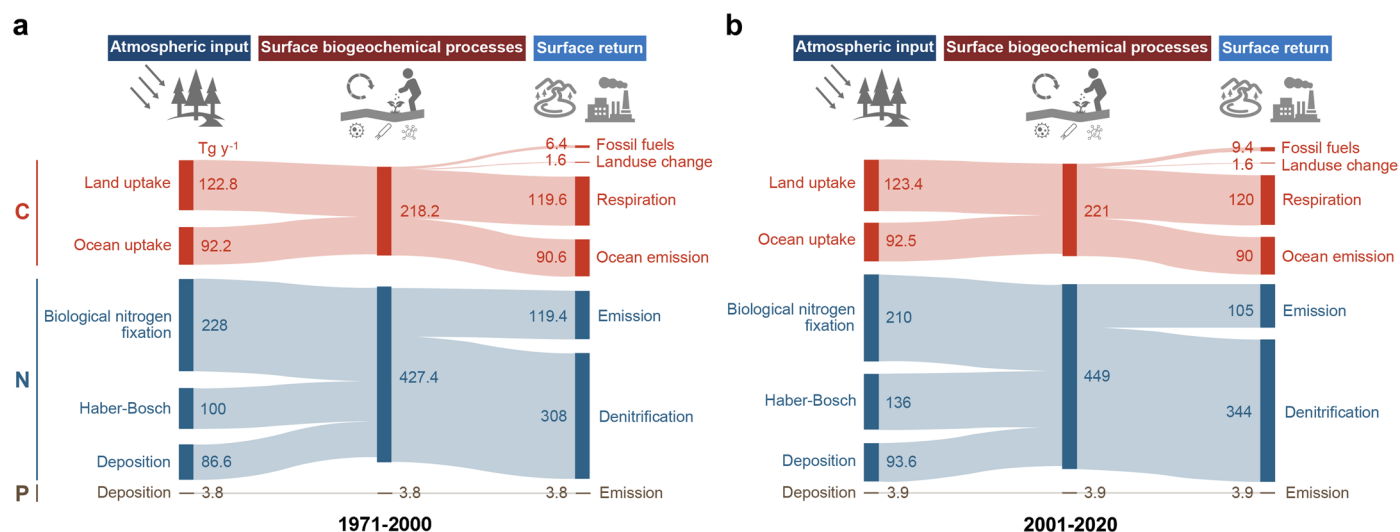 a
Atmospheric input
Surface biogeochemical processes
Surface return
Tg y-1
C
Land uptake
122.8
Ocean uptake
92.2
218.2
6.4
Fossil fuels
1.6
Landuse change
119.6
Respiration
90.6
Ocean emission
N
Biological nitrogen
fixation
228
Haber-Bosch
100
Deposition
86.6
427.4
119.4
Emission
308
Denitrification
P
Deposition
3.8
3.8
3.8
Emission
1971-2000
b
Atmospheric input
Surface biogeochemical processes
Surface return
Land uptake
123.4
Ocean uptake
92.5
221
9.4
Fossil fuels
1.6
Landuse change
120
Respiration
90
Ocean emission
Biological nitrogen
fixation
210
Haber-Bosch
136
Deposition
93.6
449
105
Emission
344
Denitrification
Deposition
3.9
3.9
3.9
Emission
2001-2020